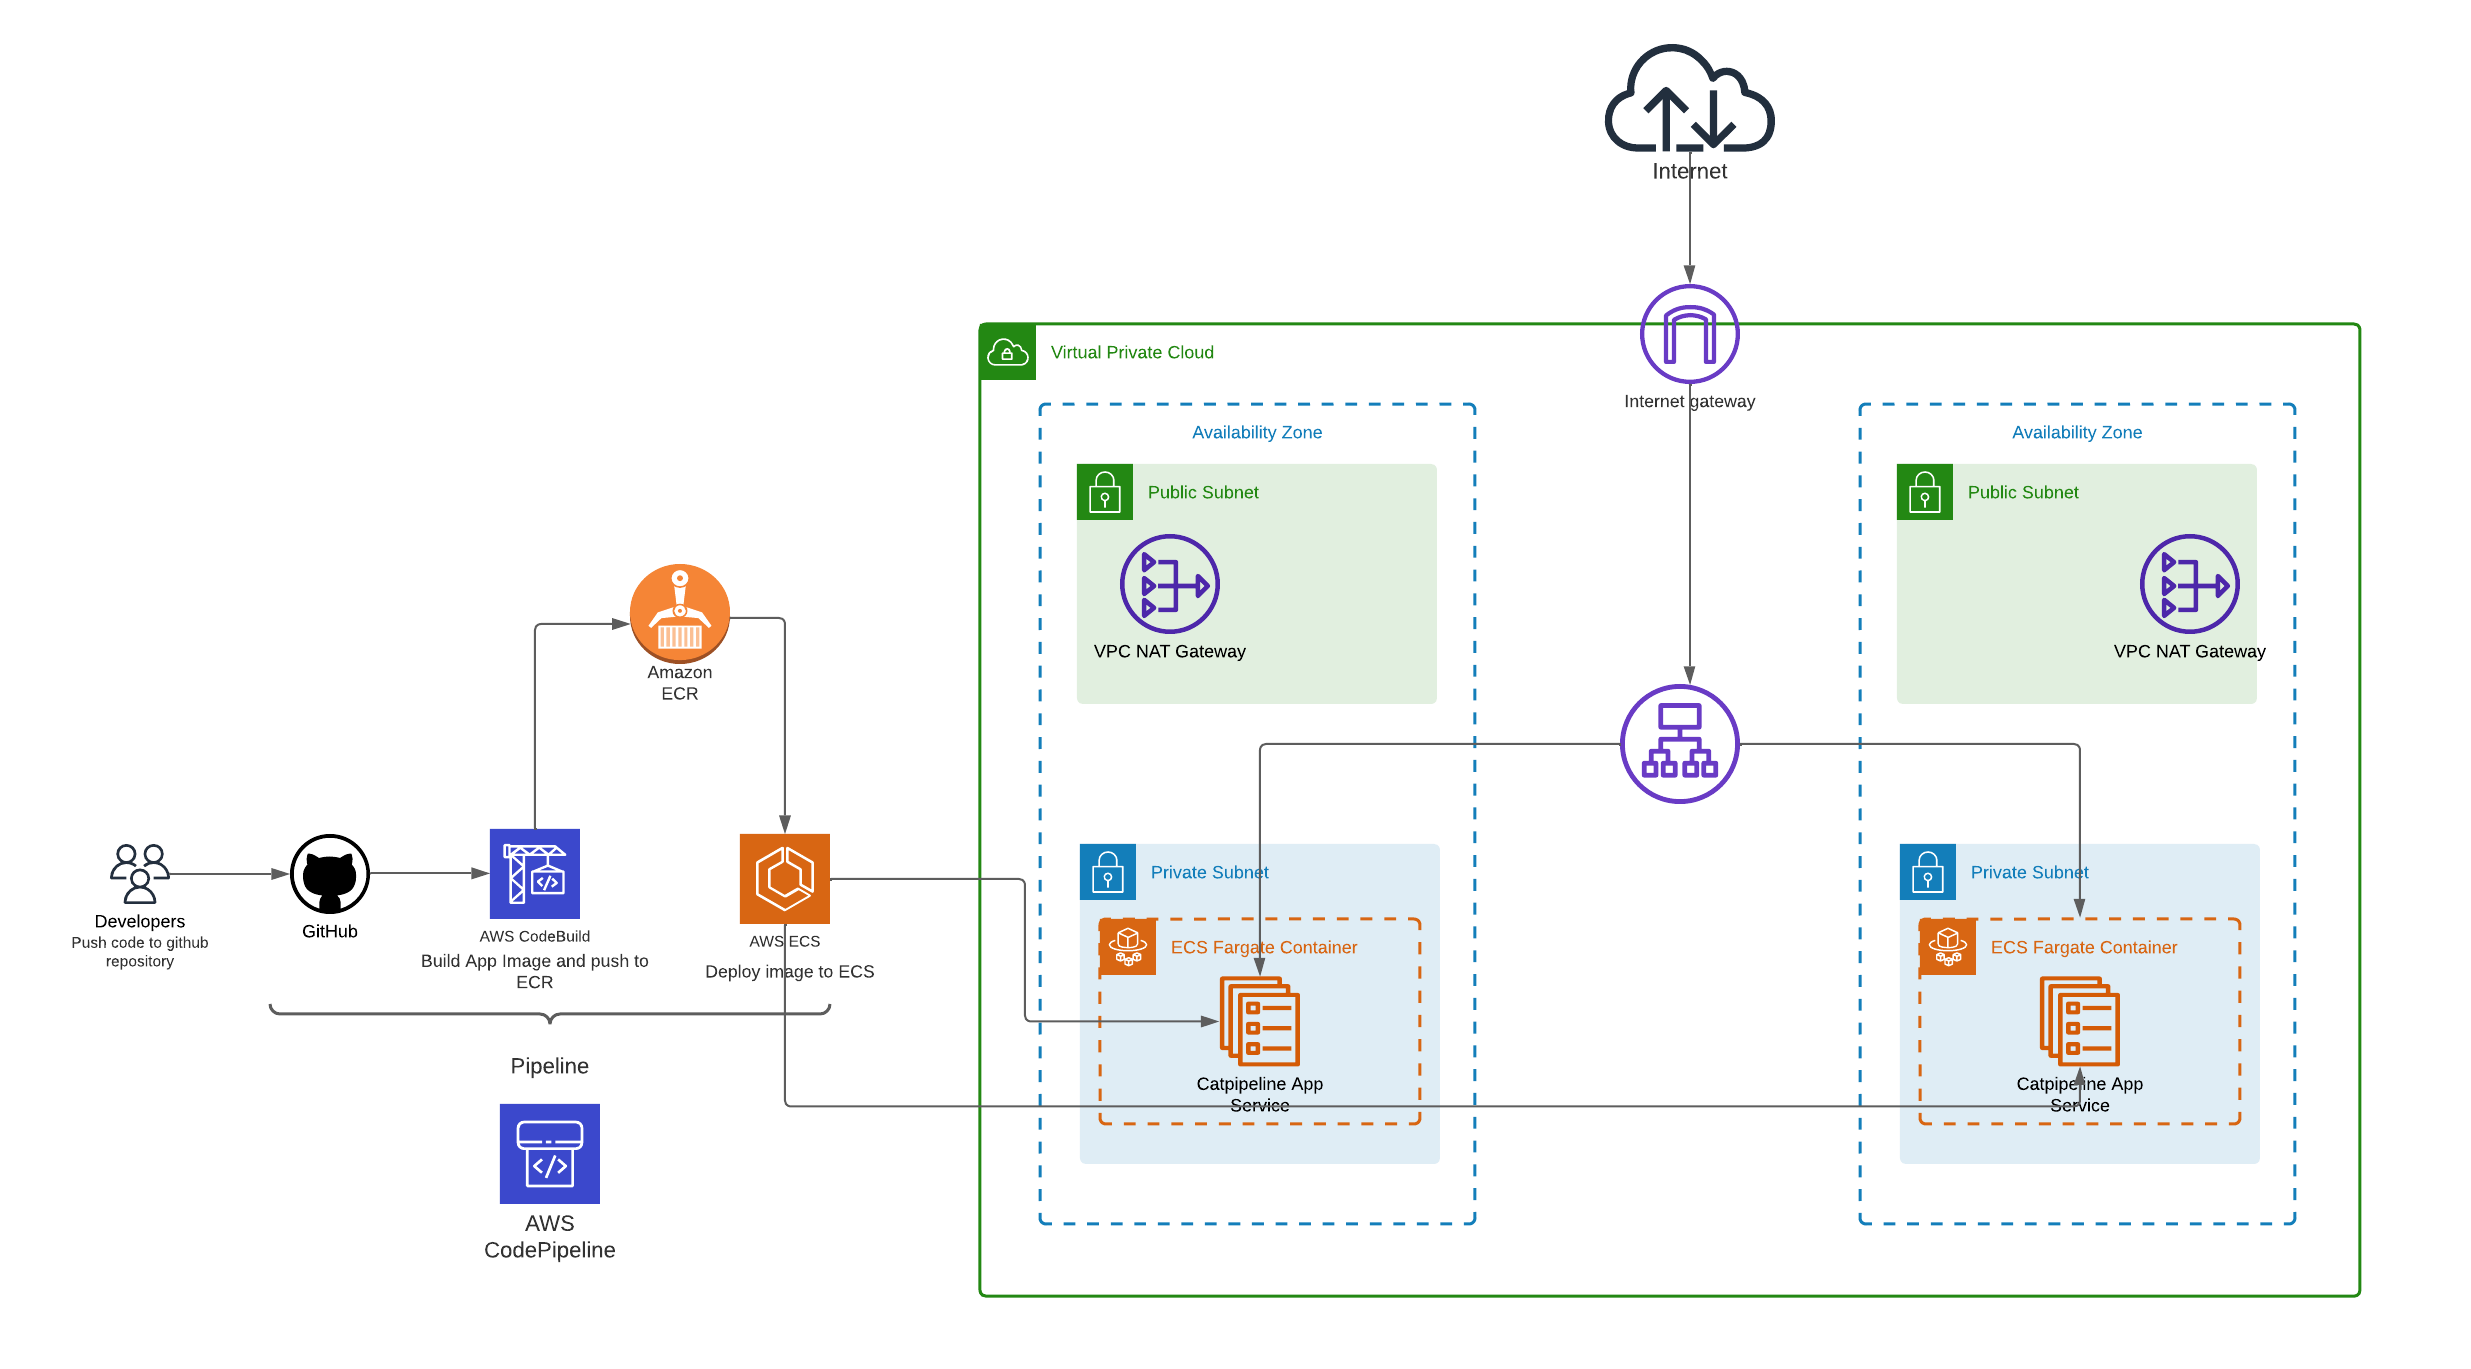 Internet
Virtual Private Cloud
Internet gateway
Availability Zone
Availability Zone
Public Subnet
Public Subnet
VPC NAT Gateway
VPC NAT Gateway
Amazon
ECR
Developers
Push code to github
repository
GitHub
AWS CodeBuild
Build App Image and push to
ECR
AWS ECS
Deploy image to ECS
Private Subnet
Private Subnet
ECS Fargate Container
ECS Fargate Container
Catpipeline App
Service
Catpipeline App
Service
Pipeline
AWS
CodePipeline